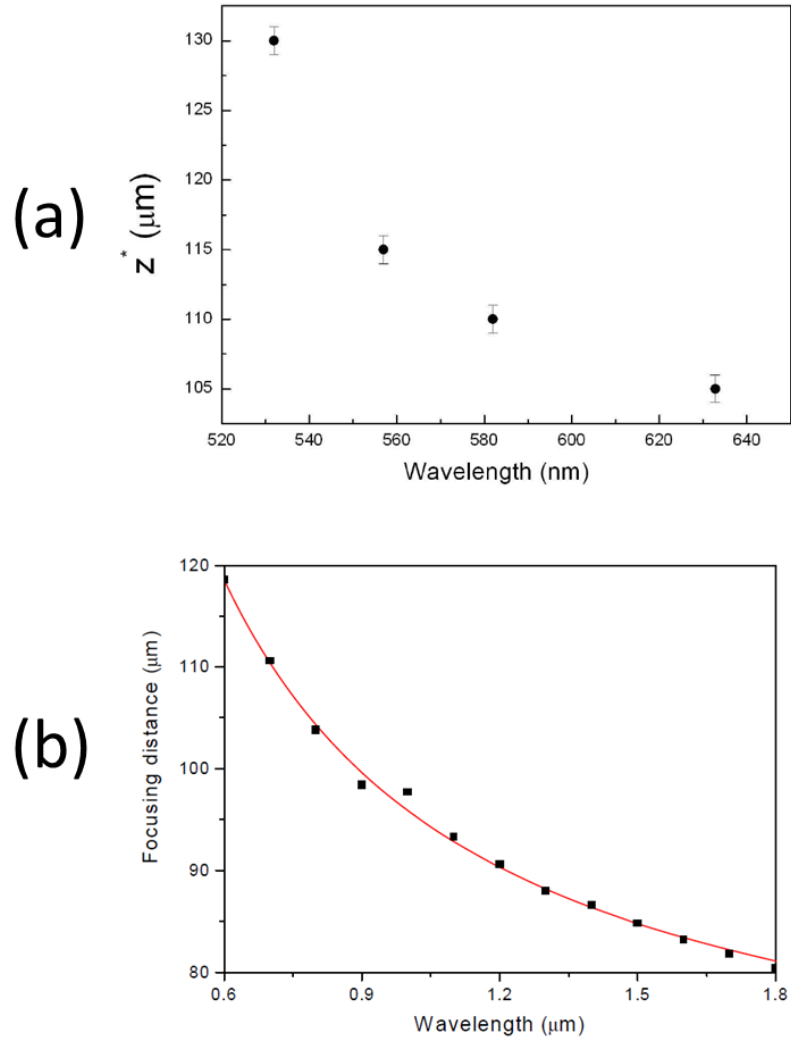 (a)
z* (μm)
130
125
120
115
110
105
520 540 560 580 600 620 640
Wavelength (nm)
(b)
Focusing distance (μm)
120
110
100
90
80
0.6 0.9 1.2 1.5 1.8
Wavelength (μm)